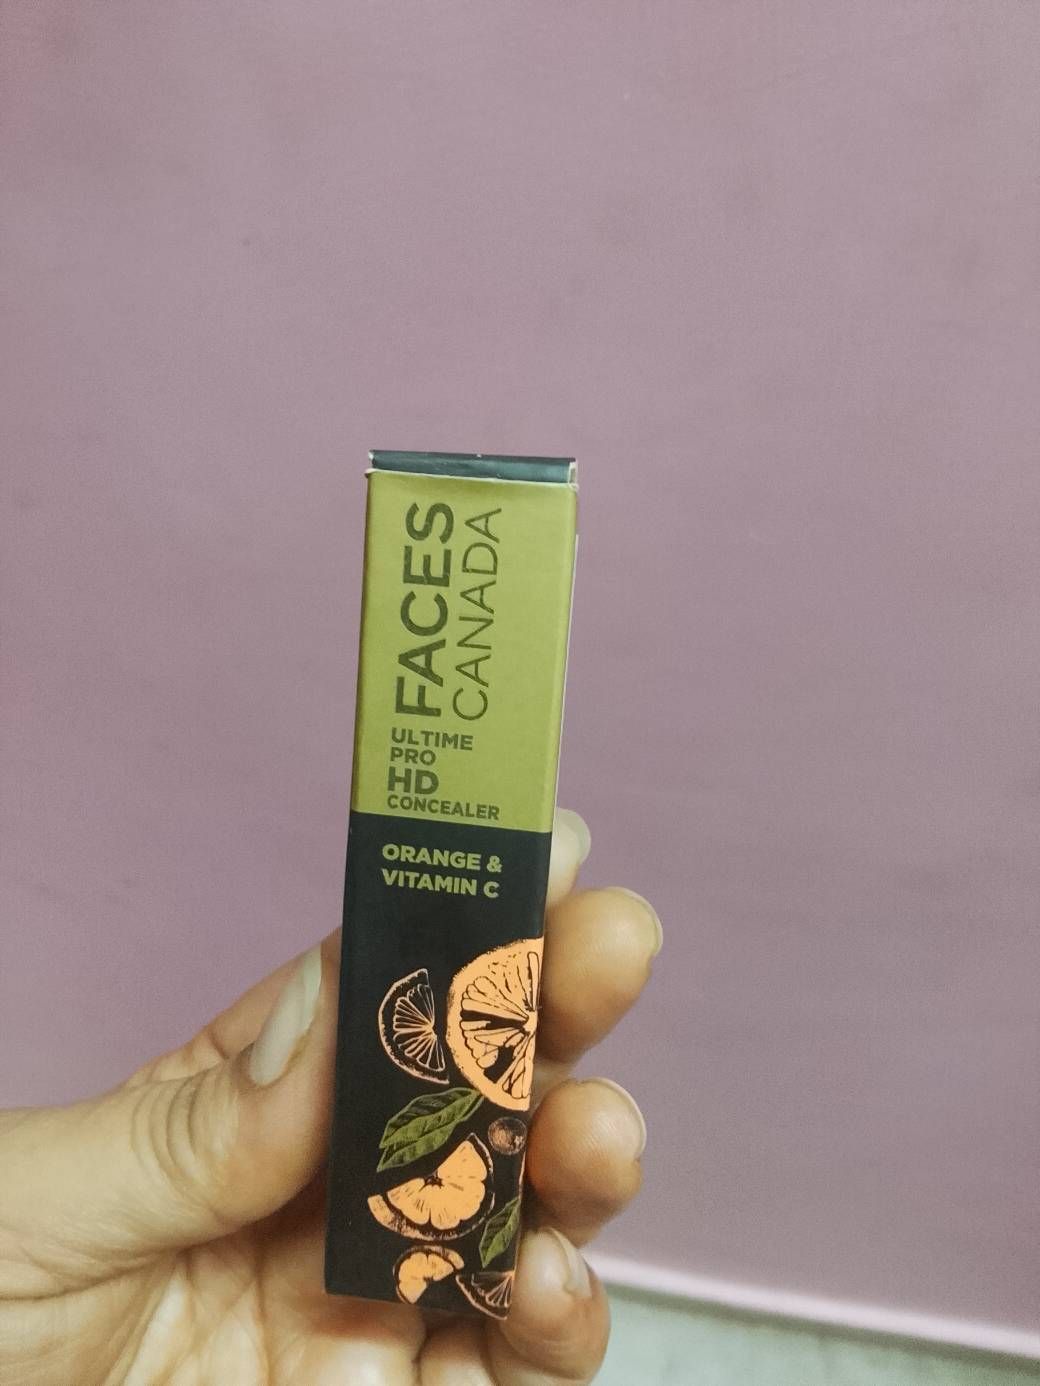 FACES
CANADA
ULTIME
PRO
HD
CONCEALER
ORANGE &
VITAMIN C